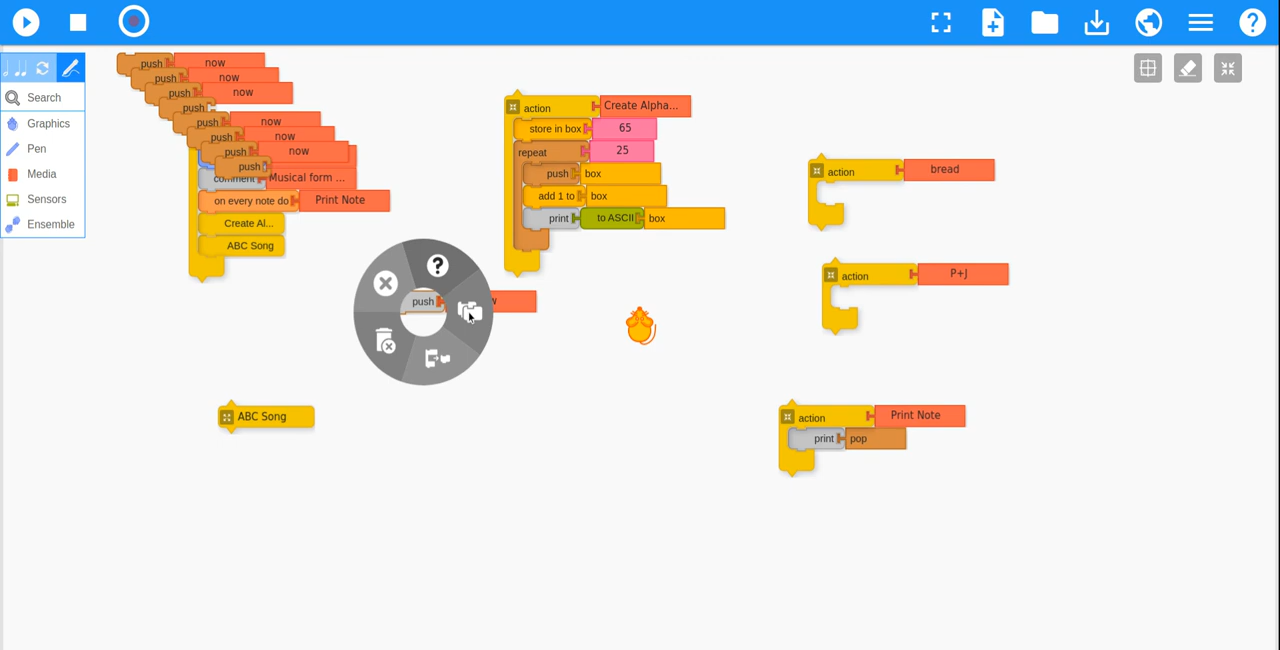 push now
push now
push now
push
push now
push now
push now
push
comment Musical form ...
on every note do Print Note
Create Al...
ABC Song
Search
Graphics
Pen
Media
Sensors
Ensemble
action Create Alpha...
store in box 65
repeat 25
push box
add 1 to box
print to ASCII box
action bread
action P+J
? push
ABC Song
action Print Note
print pop